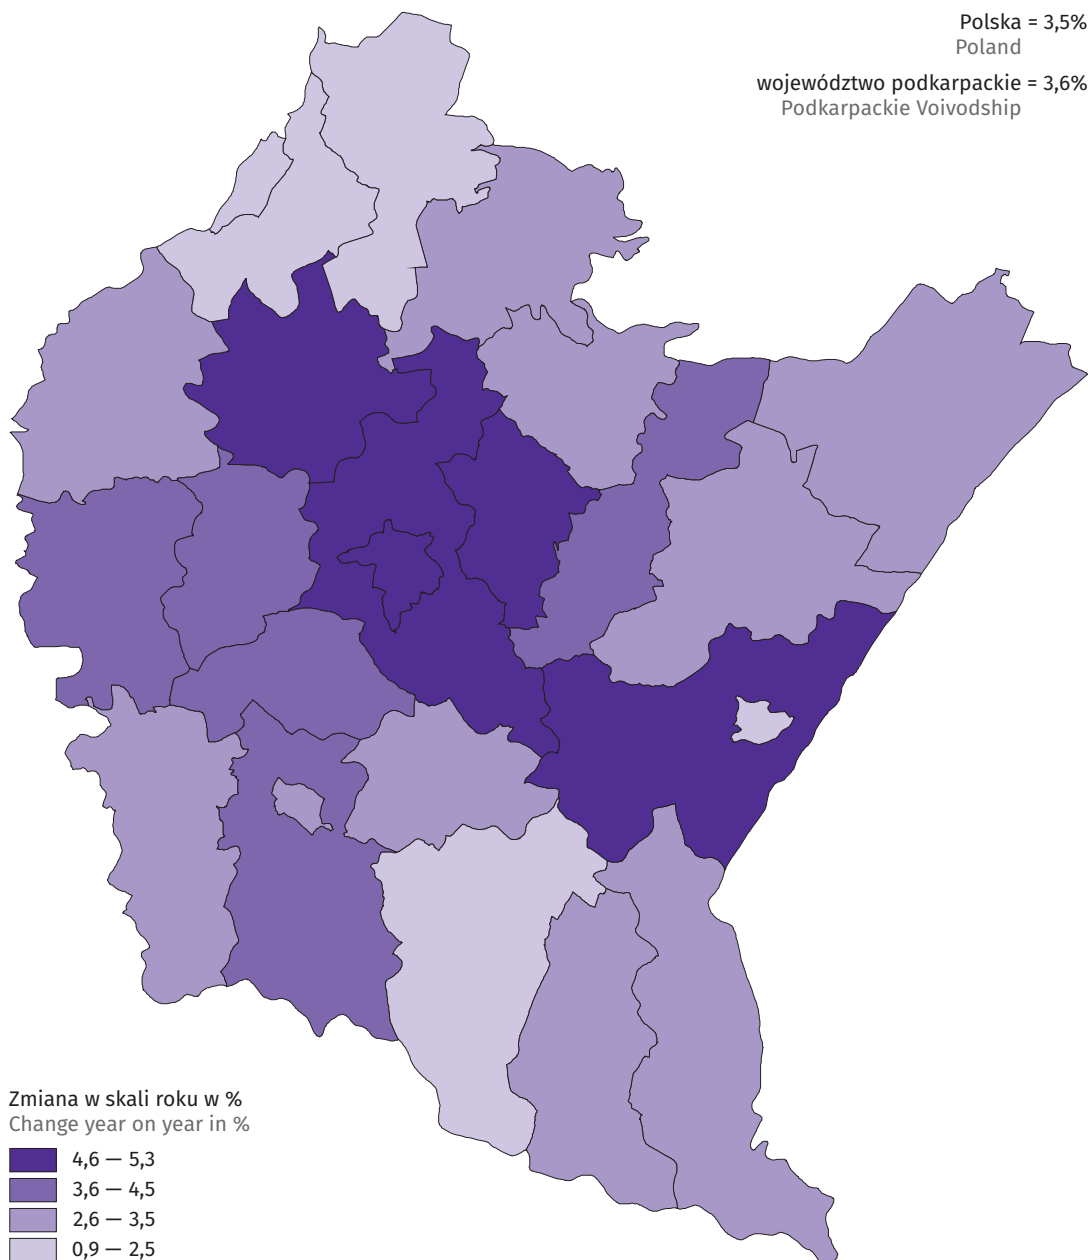 Polska = 3,5%
Poland
województwo podkarpackie = 3,6%
Podkarpackie Voivodship
Zmiana w skali roku w %
Change year on year in %
4,6 — 5,3
3,6 — 4,5
2,6 — 3,5
0,9 — 2,5